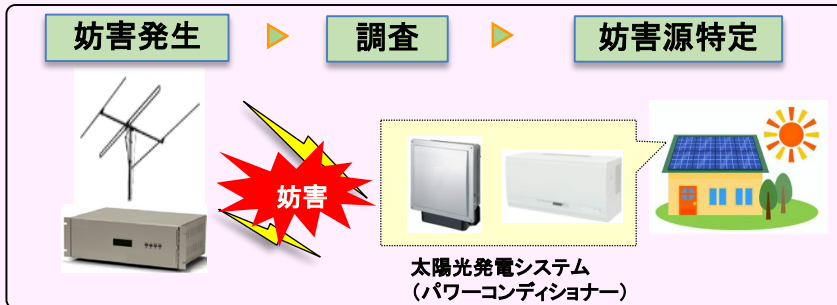 妨害発生
調査
妨害源特定
妨害
太陽光発電システム
（パワーコンディショナー）